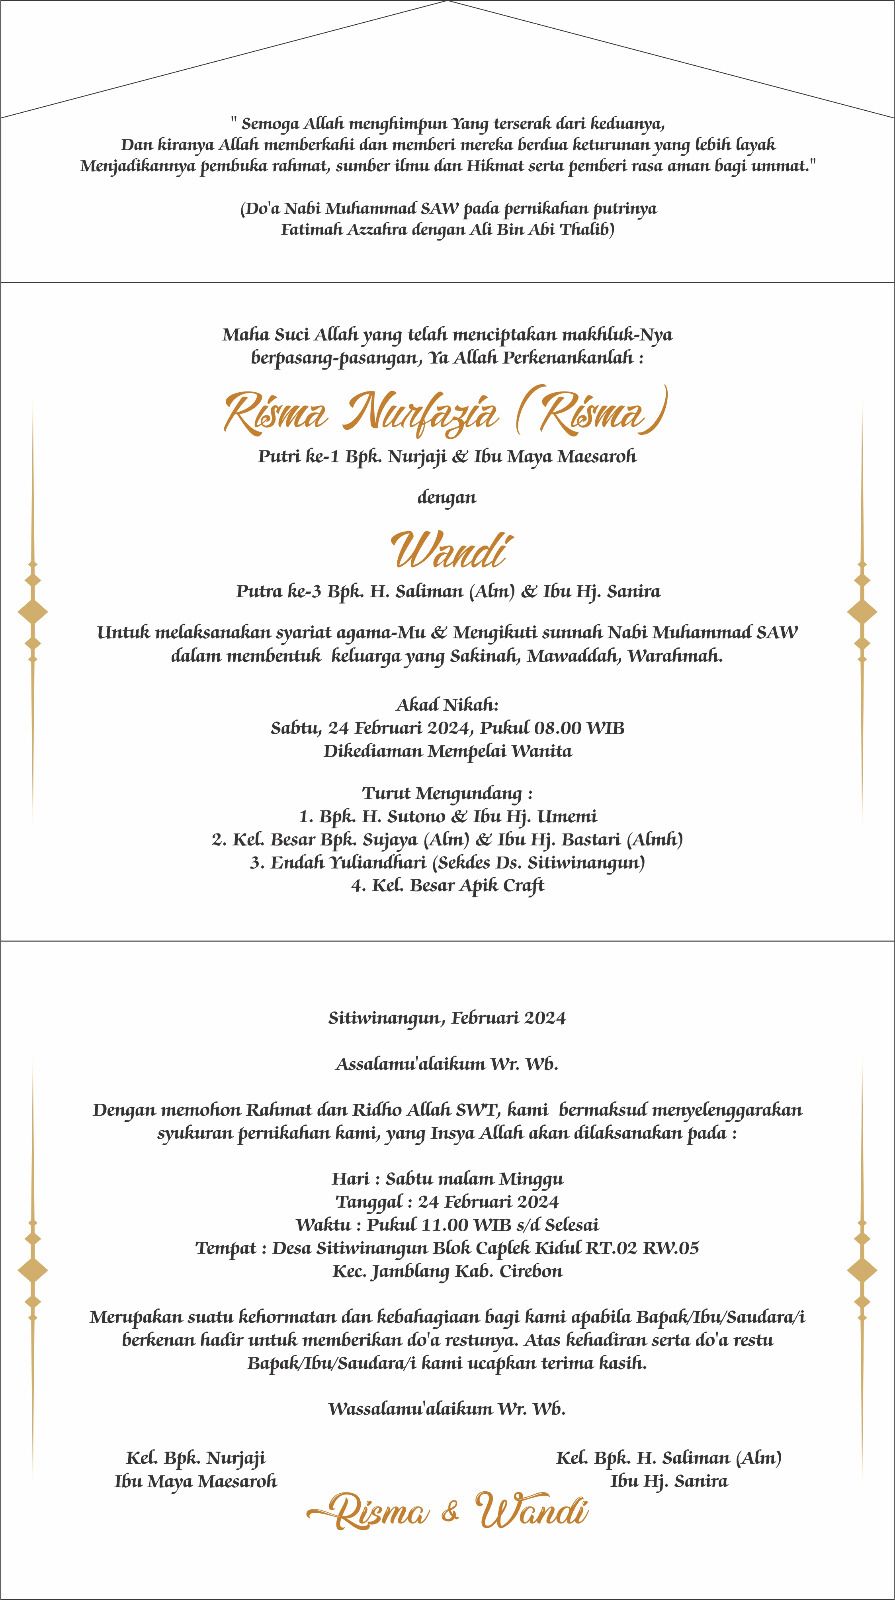 " Semoga Allah menghimpun Yang terserak dari keduanya,
Dan kiranya Allah memberkahi dan memberi mereka berdua keturunan yang lebih layak
Menjadikannya pembuka rahmat, sumber ilmu dan Hikmat serta pemberi rasa aman bagi ummat."
(Do'a Nabi Muhammad SAW pada pernikahan putrinya
Fatimah Azzahra dengan Ali Bin Abi Thalib)
Maha Suci Allah yang telah menciptakan makhluk-Nya
berpasang-pasangan, Ya Allah Perkenankanlah :
Risma Nurfazia (Risma)
Putri ke-1 Bpk. Nurjaji & Ibu Maya Maesaroh
dengan
Wandi
Putra ke-3 Bpk. H. Saliman (Alm) & Ibu Hj. Sanira
Untuk melaksanakan syariat agama-Mu & Mengikuti sunnah Nabi Muhammad SAW
dalam membentuk keluarga yang Sakinah, Mawaddah, Warahmah.
Akad Nikah:
Sabtu, 24 Februari 2024, Pukul 08.00 WIB
Dikediaman Mempelai Wanita
Turut Mengundang :
1. Bpk. H. Sutono & Ibu Hj. Umemi
2. Kel. Besar Bpk. Sujaya (Alm) & Ibu Hj. Bastari (Almh)
3. Endah Yuliandhari (Sekdes Ds. Sitiwinangun)
4. Kel. Besar Apik Craft
Sitiwinangun, Februari 2024
Assalamu'alaikum Wr. Wb.
Dengan memohon Rahmat dan Ridho Allah SWT, kami bermaksud menyelenggarakan
syukuran pernikahan kami, yang Insya Allah akan dilaksanakan pada :
Hari : Sabtu malam Minggu
Tanggal : 24 Februari 2024
Waktu : Pukul 11.00 WIB s/d Selesai
Tempat : Desa Sitiwinangun Blok Caplek Kidul RT.02 RW.05
Kec. Jamblang Kab. Cirebon
Merupakan suatu kehormatan dan kebahagiaan bagi kami apabila Bapak/Ibu/Saudara/i
berkenan hadir untuk memberikan do'a restunya. Atas kehadiran serta do'a restu
Bapak/Ibu/Saudara/i kami ucapkan terima kasih.
Wassalamu'alaikum Wr. Wb.
Kel. Bpk. Nurjaji
Ibu Maya Maesaroh
Kel. Bpk. H. Saliman (Alm)
Ibu Hj. Sanira
Risma & Wandi